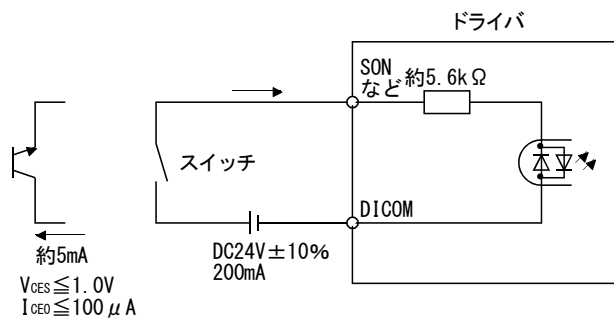 ドライバ
SON
など
約5.6kΩ
スイッチ
DICOM
約5mA
DC24V±10%
200mA
VCES≦1.0V
ICEO≦100μA